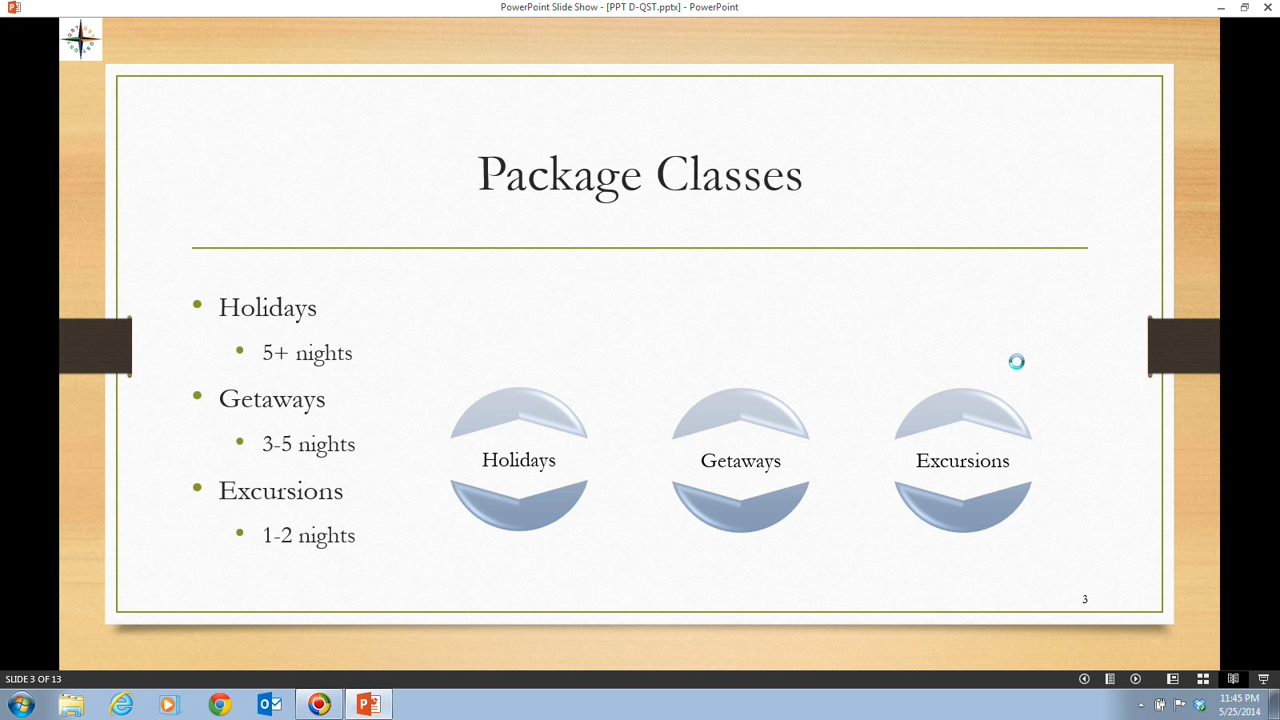 PowerPoint Slide Show - [PPT D-QST.pptx] - PowerPoint
Package Classes
• Holidays
• 5+ nights
• Getaways
• 3-5 nights
• Excursions
• 1-2 nights
Holidays
Getaways
Excursions
3
SLIDE 3 OF 13
11:45 PM
5/25/2014